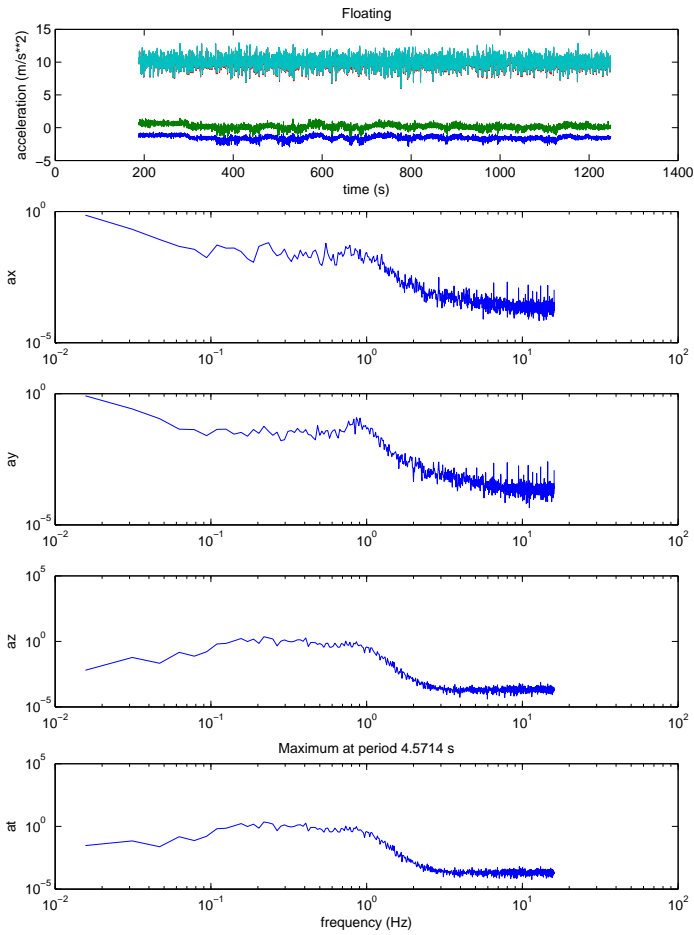 Floating
15
10
5
0
−5
acceleration (m/s**2)
0 200 400 600 800 1000 1200 1400
time (s)
10^0
10^−5
ax
10^−2 10^−1 10^0 10^1 10^2
10^0
10^−5
ay
10^−2 10^−1 10^0 10^1 10^2
10^5
10^0
10^−5
az
10^−2 10^−1 10^0 10^1 10^2
Maximum at period 4.5714 s
10^5
10^0
10^−5
at
10^−2 10^−1 10^0 10^1 10^2
frequency (Hz)